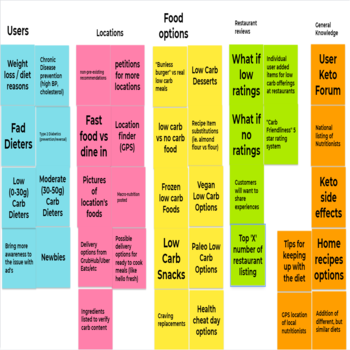 Users
Locations
Food
options
Restaurant
reviews
General
Knowledge
Weight
loss / diet
reasons
Chronic
Disease
prevention
(high BP,
cholesterol)
Fad
Dieters
Low
(0-30g)
Carb
Dieters
Moderate
(30-50g)
Carb
Dieters
Bring more
awareness to
the issue with
ad's
Newbies
non pre-existing
recommendations
petitions
for more
locations
Fast
food vs
dine in
Location
finder
(GPS)
Pictures
of
location's
foods
Macro nutrition
posted
Delivery
options from
GrubHub/Uber
Eats/etc
Possible
delivery
options for
ready to cook
meals (like
hello fresh)
Ingredients
listed to verify
carb content
"Bunless
burger" vs real
low carb
meals
Low Carb
Desserts
low carb
vs no carb
food
Recipe item
substitutions
(ie. almond
flour vs flour)
Frozen
low carb
Foods
Vegan
Low Carb
Options
Low
Carb
Snacks
Paleo Low
Carb
Options
Craving
replacements
Health
cheat day
options
What if
low
ratings
Individual
user added
items for low
carb offerings
at restaurants
What if
no
ratings
"Carb
Friendliness" 5
star rating
system
Customers
will want to
share
experiences
Top 'X'
number of
restaurant
listing
User
Keto
Forum
National
listing of
Nutritionists
Keto
side
effects
Tips for
keeping
up with
the diet
Home
recipes
options
GPS location
of local
nutritionists
Addition of
different, but
similar diets